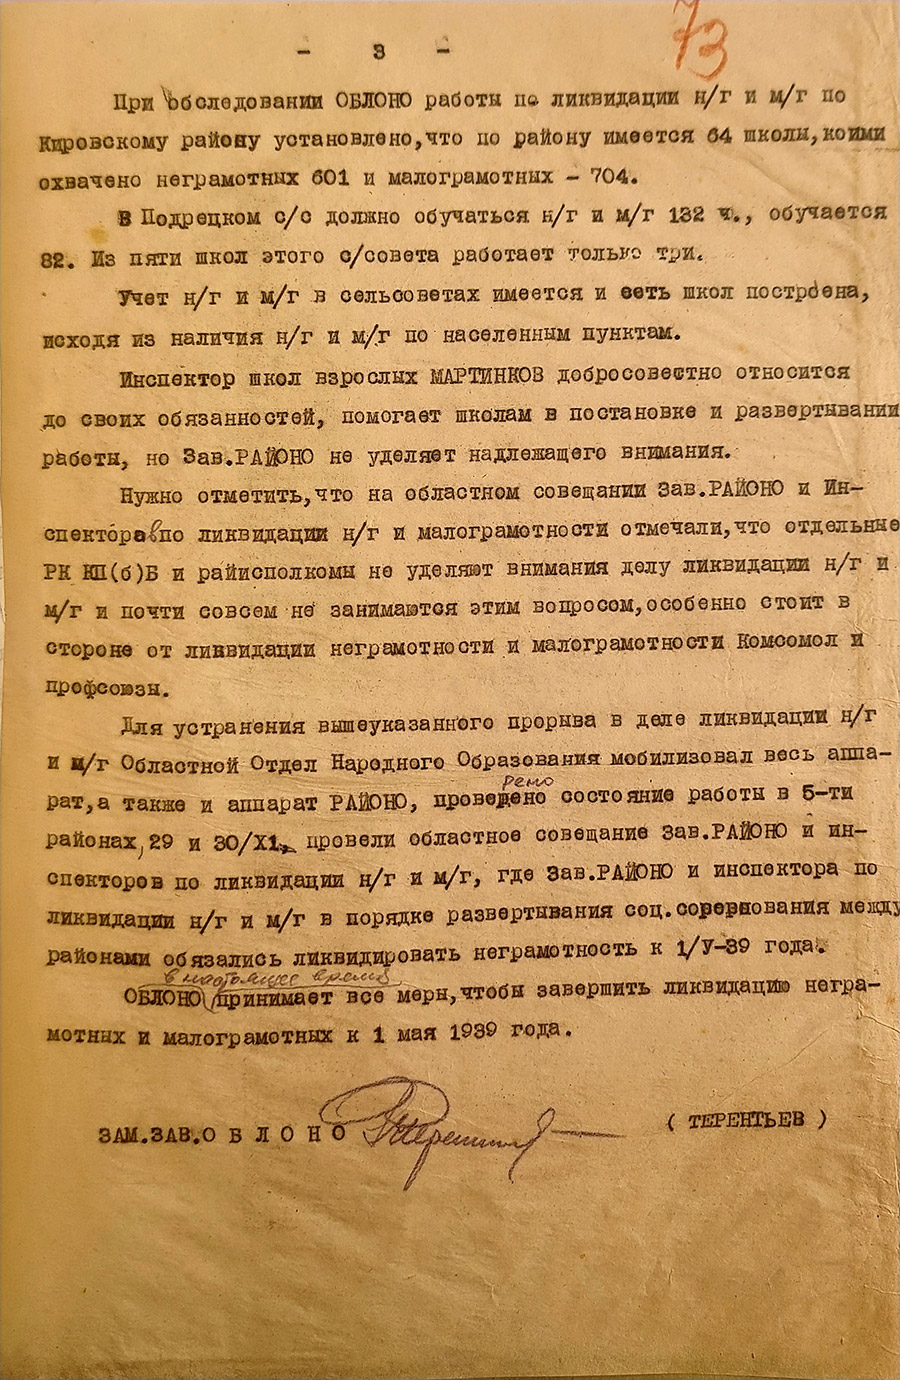 - 3 -
73
При обследовании ОБЛОНО работы по ликвидации н/г и м/г по
Кировскому району установлено,что по району имеется 64 школы,коими
охвачено неграмотных 601 и малограмотных - 704.
В Подрецком с/с должно обучаться н/г и м/г 132 ч., обучается
82. Из пяти школ этого с/совета работает только три.
Учет н/г и м/г в сельсоветах имеется и сеть школ построена,
исходя из наличия н/г и м/г по населенным пунктам.
Инспектор школ взрослых МАРТИНКОВ добросовестно относится
до своих обязанностей, помогает школам в постановке и развертывании
работы, но Зав.РАЙОНО не уделяет надлежащего внимания.
Нужно отметить,что на областном совещании Зав.РАЙОНО и Ин-
спектора по ликвидации н/г и малограмотности отмечали,что отдельные
РК КП(б)Б и райисполкомы не уделяют внимания делу ликвидации н/г и
м/г и почти совсем не занимаются этим вопросом,особенно стоит в
стороне от ликвидации неграмотности и малограмотности Комсомол и
профсоюзы.
Для устранения вышеуказанного прорыва в деле ликвидации н/г
и м/г Областной Отдел Народного Образования мобилизовал весь аппа-
рено
рат,а также и аппарат РАЙОНО, проведено состояние работы в 5-ти
районах, 29 и 30/X1 провели областное совещание Зав.РАЙОНО и ин-
спекторов по ликвидации н/г и м/г, где Зав.РАЙОНО и инспектора по
ликвидации н/г и м/г в порядке развертывания соц.соревнования между
районами обязались ликвидировать неграмотность к 1/У-39 года.
в настоящее время
ОБЛОНО принимает все меры,чтобы завершить ликвидацию негра-
мотных и малограмотных к 1 мая 1939 года.
ЗАМ.ЗАВ.О Б Л О Н О ( ТЕРЕНТЬЕВ )